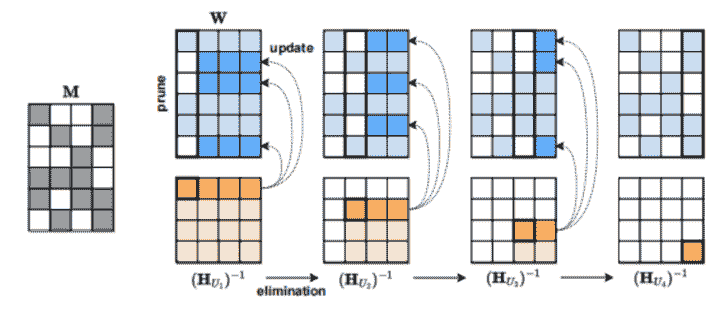 W
update
M
prune
(H_{U_1})^{-1}
elimination
(H_{U_2})^{-1}
(H_{U_3})^{-1}
(H_{U_4})^{-1}